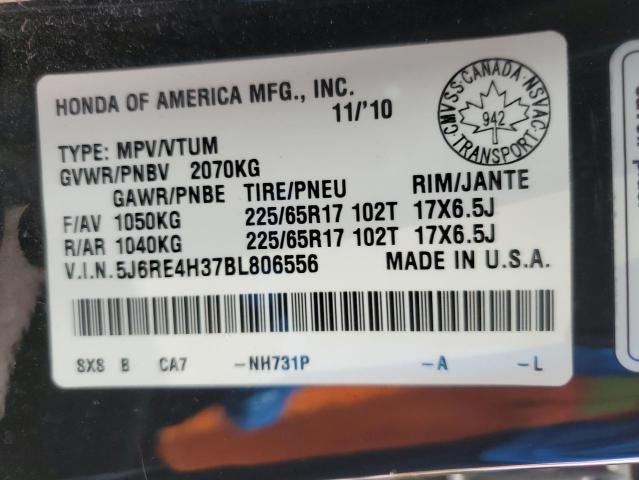 HONDA OF AMERICA MFG., INC.
11/'10
CMVSS·CANADA·NSVAC·
942
TRANSPORT
TYPE: MPV/VTUM
GVWR/PNBV 2070KG
GAWR/PNBE TIRE/PNEU RIM/JANTE
F/AV 1050KG 225/65R17 102T 17X6.5J
R/AR 1040KG 225/65R17 102T 17X6.5J
V.I.N.5J6RE4H37BL806556 MADE IN U.S.A.
SXS B CA7 -NH731P -A -L